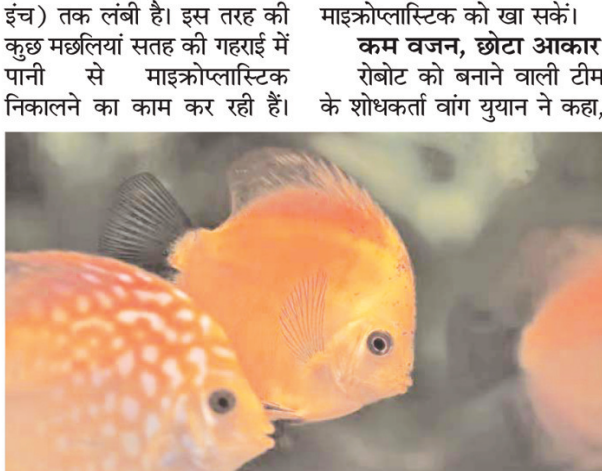 इंच) तक लंबी है। इस तरह की
कुछ मछलियां सतह की गहराई में
पानी से माइक्रोप्लास्टिक
निकालने का काम कर रही हैं।
माइक्रोप्लास्टिक को खा सकें।
कम वजन, छोटा आकार
रोबोट को बनाने वाली टीम
के शोधकर्ता वांग युयान ने कहा,